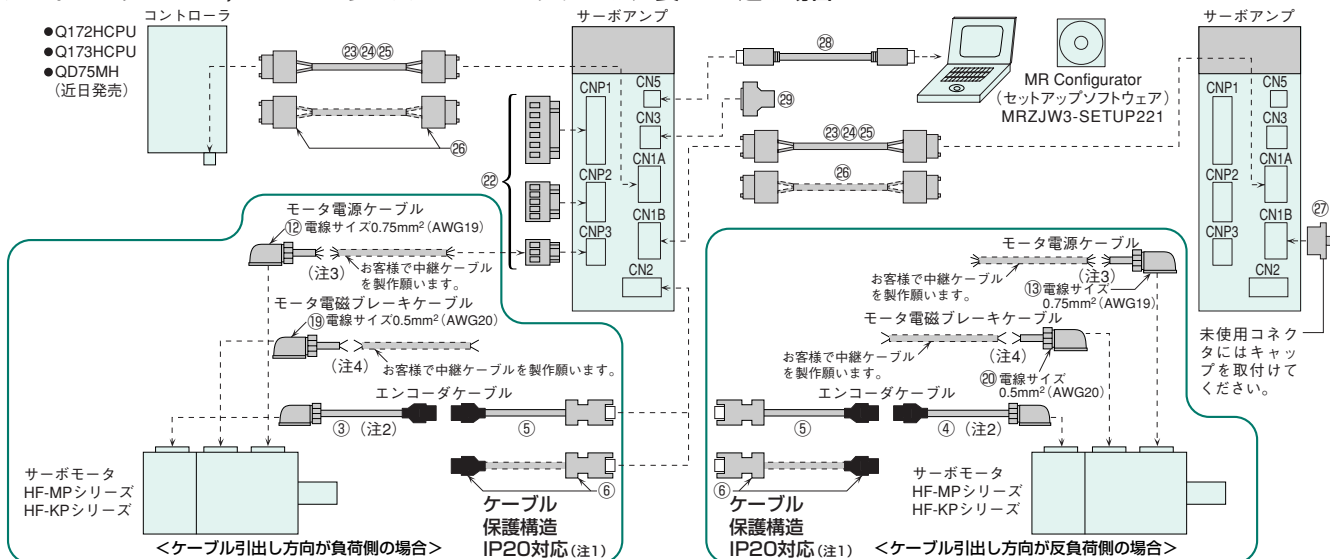 コントローラ
●Q172HCPU
●Q173HCPU
●QD75MH
(近日発売)
㉓㉔㉕
㉖
サーボアンプ
CNP1
CN5
CN3
CN1A
CNP2
CN1B
CNP3
CN2
㉒
㉘
㉙
MR Configurator
(セットアップソフトウェア)
MRZJW3-SETUP221
㉓㉔㉕
㉖
サーボアンプ
CNP1
CN5
CN3
CN1A
CNP2
CN1B
CNP3
CN2
㉗
未使用コネク
タにはキャッ
プを取付けて
ください。
モータ電源ケーブル
⑫電線サイズ0.75mm²(AWG19)
(注3)
お客様で中継ケーブル
を製作願います。
モータ電磁ブレーキケーブル
⑲電線サイズ0.5mm²(AWG20)
(注4)
お客様で中継ケーブルを製作願います。
エンコーダケーブル
③(注2)
⑤
⑥
サーボモータ
HF-MPシリーズ
HF-KPシリーズ
ケーブル
保護構造
IP20対応(注1)
<ケーブル引出し方向が負荷側の場合>
モータ電源ケーブル
(注3)
お客様で中継ケーブル
を製作願います。
⑬電線サイズ
0.75mm²(AWG19)
モータ電磁ブレーキケーブル
(注4)
お客様で中継ケーブル
を製作願います。
⑳電線サイズ
0.5mm²(AWG20)
エンコーダケーブル
⑤
④(注2)
⑥
サーボモータ
HF-MPシリーズ
HF-KPシリーズ
ケーブル
保護構造
IP20対応(注1)
<ケーブル引出し方向が反負荷側の場合>